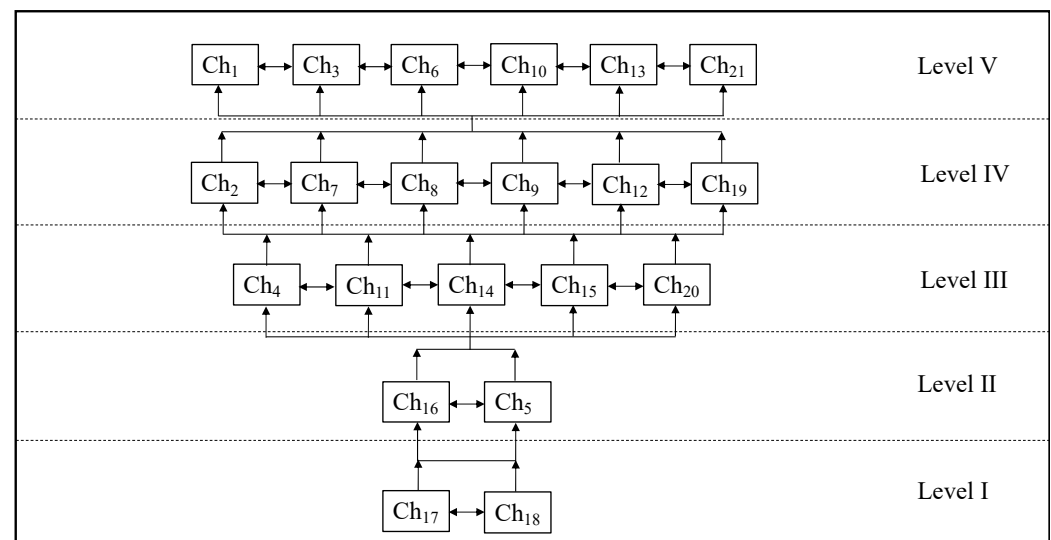 Ch₁ Ch₃ Ch₆ Ch₁₀ Ch₁₃ Ch₂₁ Level V
Ch₂ Ch₇ Ch₈ Ch₉ Ch₁₂ Ch₁₉ Level IV
Ch₄ Ch₁₁ Ch₁₄ Ch₁₅ Ch₂₀ Level III
Ch₁₆ Ch₅ Level II
Ch₁₇ Ch₁₈ Level I